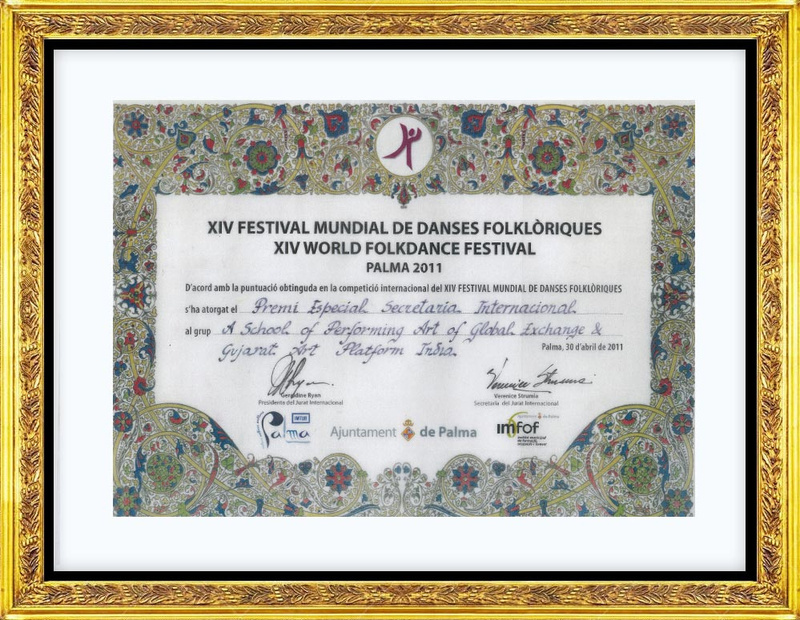 XIV FESTIVAL MUNDIAL DE DANSES FOLKLÒRIQUES
XIV WORLD FOLKDANCE FESTIVAL
PALMA 2011
D'acord amb la puntuació obtinguda en la competició internacional del XIV FESTIVAL MUNDIAL DE DANSES FOLKLÒRIQUES
s'ha atorgat el Premi Especial Secretaria Internacional
al grup A School of Performing Art of Global Exchange &
Gujarat Art Platform India.
Palma, 30 d'abril de 2011
Geraldine Ryan
Presidenta del Jurat Internacional
Verenice Strumia
Secretaria del Jurat Internacional
Palma
Ajuntament de Palma
imfof